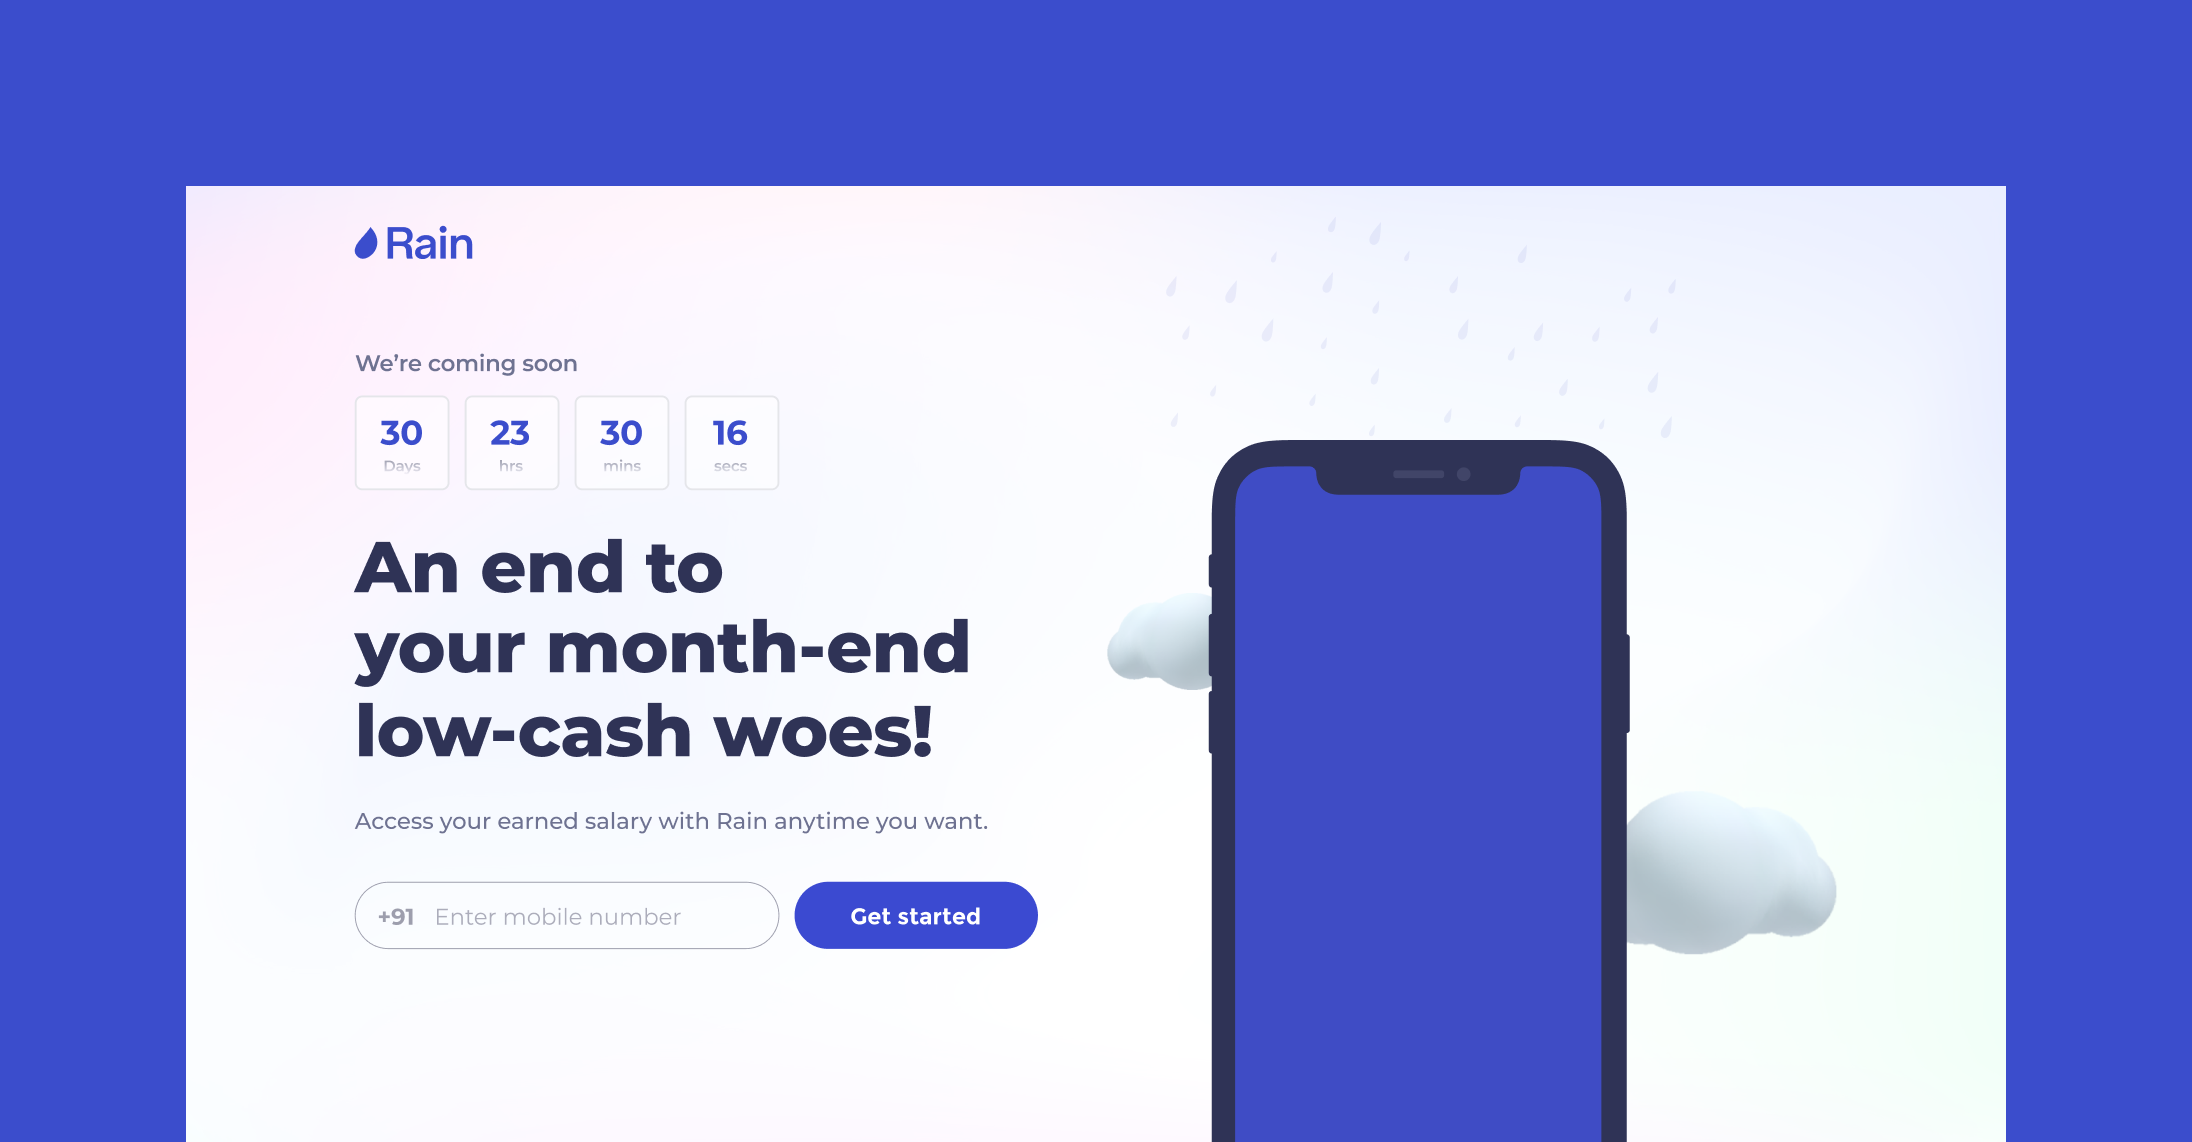 Rain
We’re coming soon
30 23 30 16
Days hrs mins secs
An end to
your month-end
low-cash woes!
Access your earned salary with Rain anytime you want.
+91 Enter mobile number Get started